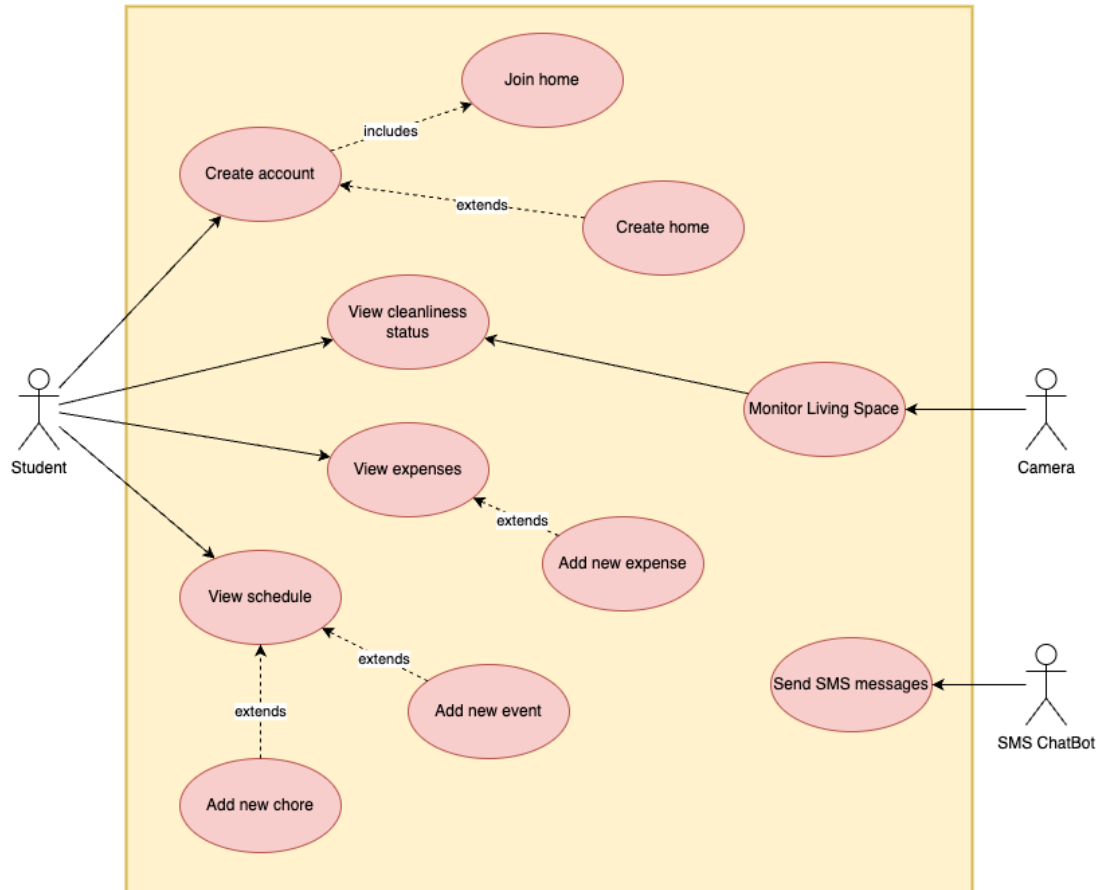 Join home
includes
Create account
extends
Create home
View cleanliness
status
Monitor Living Space
Student
Camera
View expenses
extends
Add new expense
View schedule
extends
Send SMS messages
extends
Add new event
SMS ChatBot
Add new chore